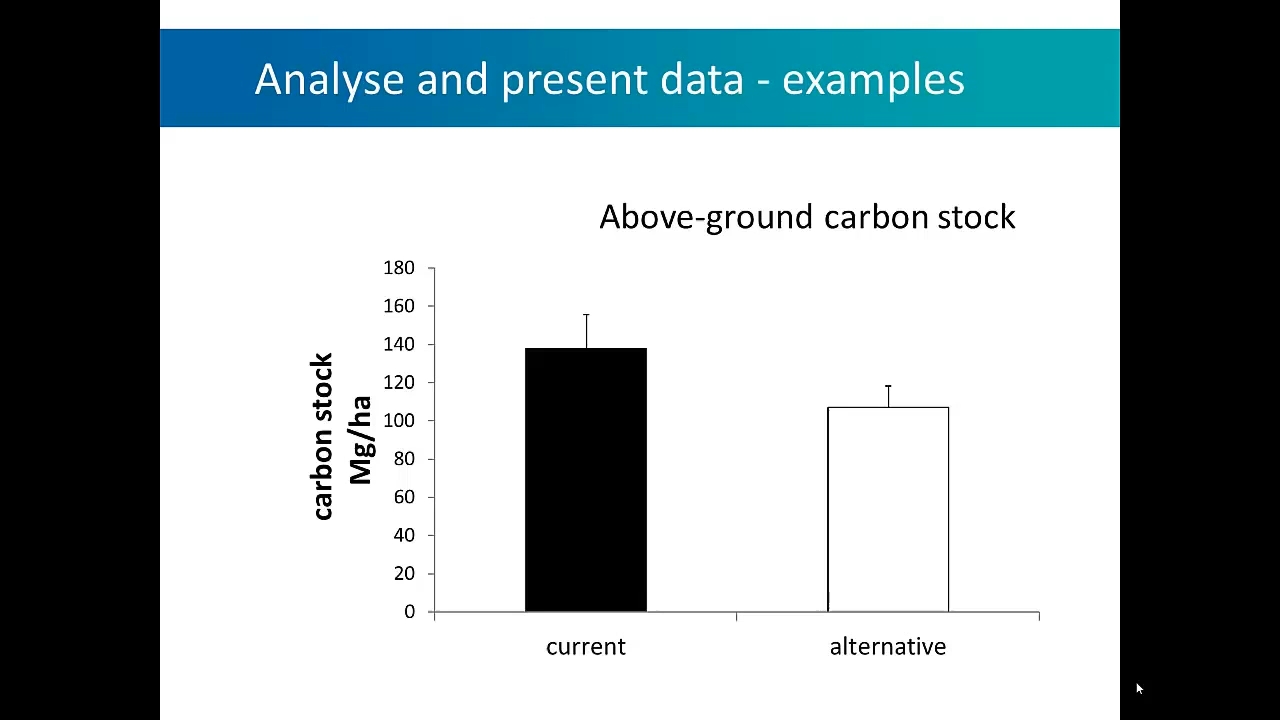 Analyse and present data - examples
Above-ground carbon stock
carbon stock
Mg/ha
180
160
140
120
100
80
60
40
20
0
current
alternative